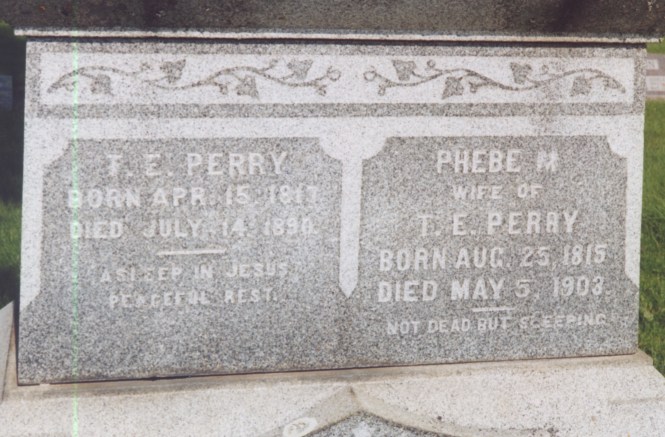 T. E. PERRY
BORN APR. 15, 1817
DIED JULY 14, 1890.
ASLEEP IN JESUS
PEACEFUL REST.
PHEBE M.
WIFE OF
T. E. PERRY
BORN AUG. 25, 1815
DIED MAY 5, 1903.
NOT DEAD BUT SLEEPING